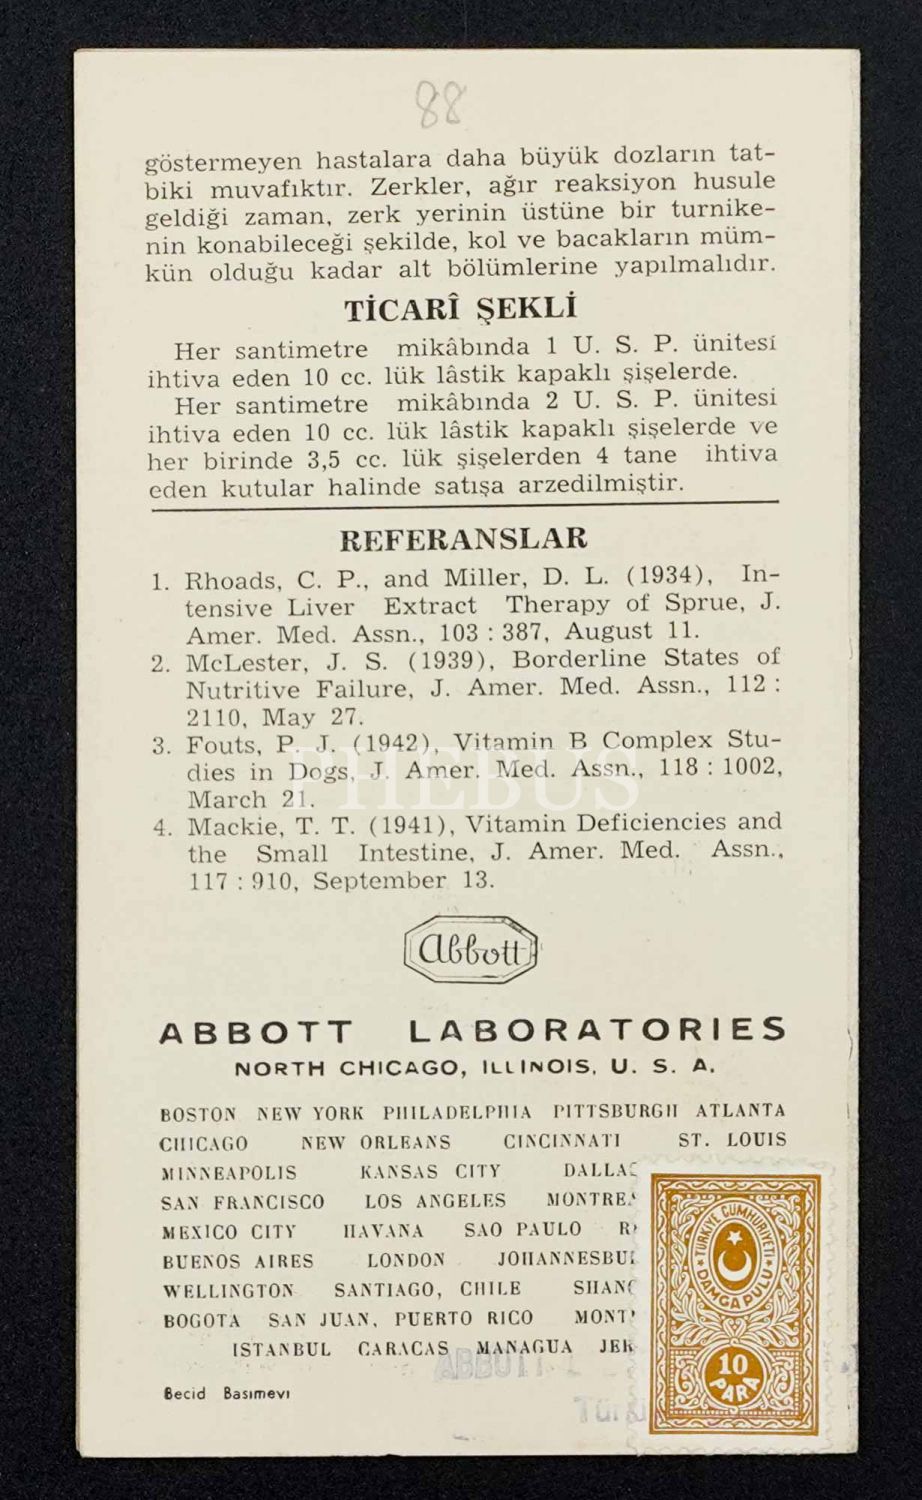 88
göstermeyen hastalara daha büyük dozların tat-
biki muvafıktır. Zerkler, ağır reaksiyon husule
geldiği zaman, zerk yerinin üstüne bir turnike-
nin konabileceği şekilde, kol ve bacakların müm-
kün olduğu kadar alt bölümlerine yapılmalıdır.
TİCARÎ ŞEKLİ
Her santimetre mikâbında 1 U. S. P. ünitesi
ihtiva eden 10 cc. lük lâstik kapaklı şişelerde.
Her santimetre mikâbında 2 U. S. P. ünitesi
ihtiva eden 10 cc. lük lâstik kapaklı şişelerde ve
her birinde 3,5 cc. lük şişelerden 4 tane ihtiva
eden kutular halinde satışa arzedilmiştir.
REFERANSLAR
1. Rhoads, C. P., and Miller, D. L. (1934), In-
tensive Liver Extract Therapy of Sprue, J.
Amer. Med. Assn., 103 : 387, August 11.
2. McLester, J. S. (1939), Borderline States of
Nutritive Failure, J. Amer. Med. Assn., 112 :
2110, May 27.
3. Fouts, P. J. (1942), Vitamin B Complex Stu-
dies in Dogs, J. Amer. Med. Assn., 118 : 1002,
March 21.
PHEBUS
4. Mackie, T. T. (1941), Vitamin Deficiencies and
the Small Intestine, J. Amer. Med. Assn.,
117 : 910, September 13.
Abbott
ABBOTT LABORATORIES
NORTH CHICAGO, ILLINOIS, U. S. A.
BOSTON NEW YORK PHILADELPHIA PITTSBURGH ATLANTA
CHICAGO NEW ORLEANS CINCINNATI ST. LOUIS
MINNEAPOLIS KANSAS CITY DALLAS
SAN FRANCISCO LOS ANGELES MONTREA
MEXICO CITY HAVANA SAO PAULO R
BUENOS AIRES LONDON JOHANNESBU
WELLINGTON SANTIAGO, CHILE SHANG
BOGOTA SAN JUAN, PUERTO RICO MONT
ISTANBUL CARACAS MANAGUA JER
ABBOTT
Türk
Becid Basımevi
TÜRKİYE CUMHURİYETİ
DAMGA PULU
10
PARA